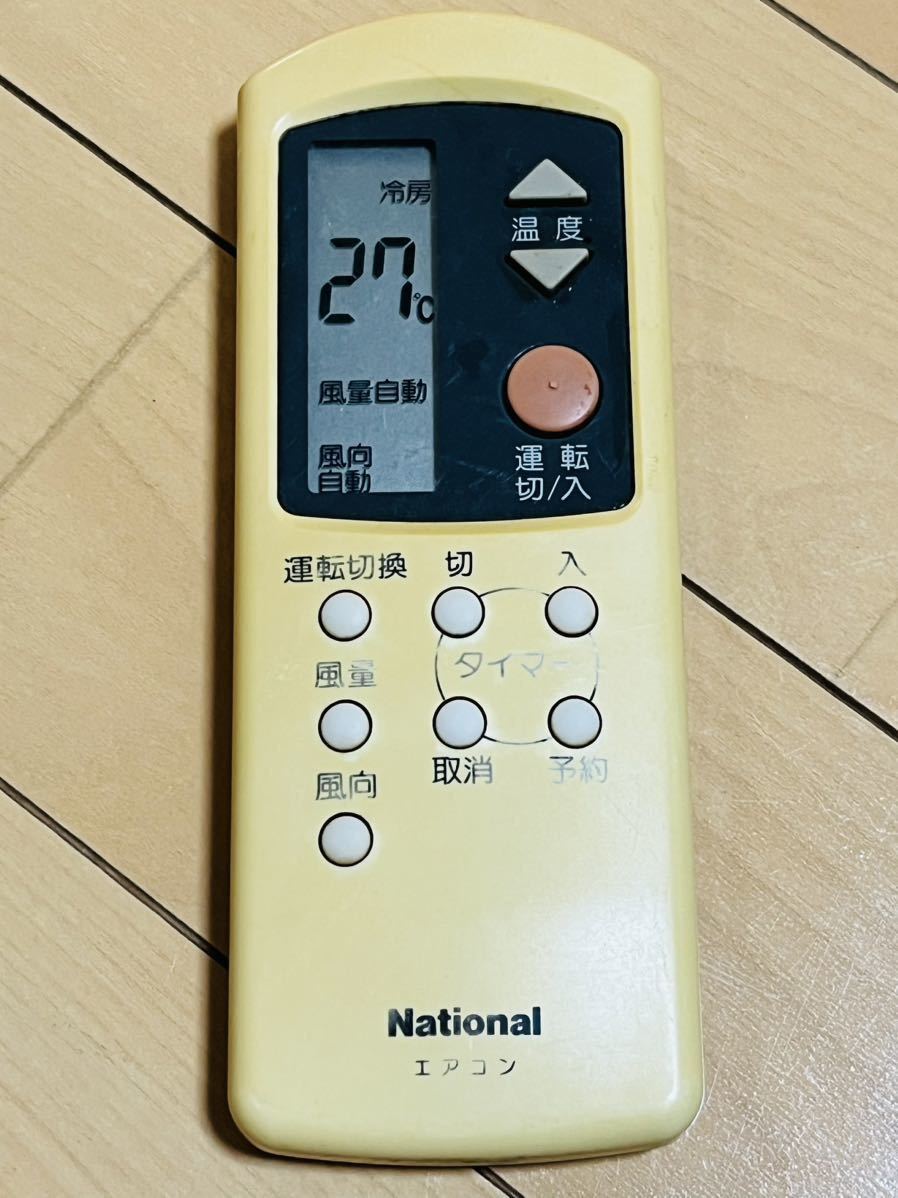 冷房
27℃
風量自動
風向
自動
温度
運転
切/入
運転切換
切
入
風量
タイマー
風向
取消
予約
National
エアコン